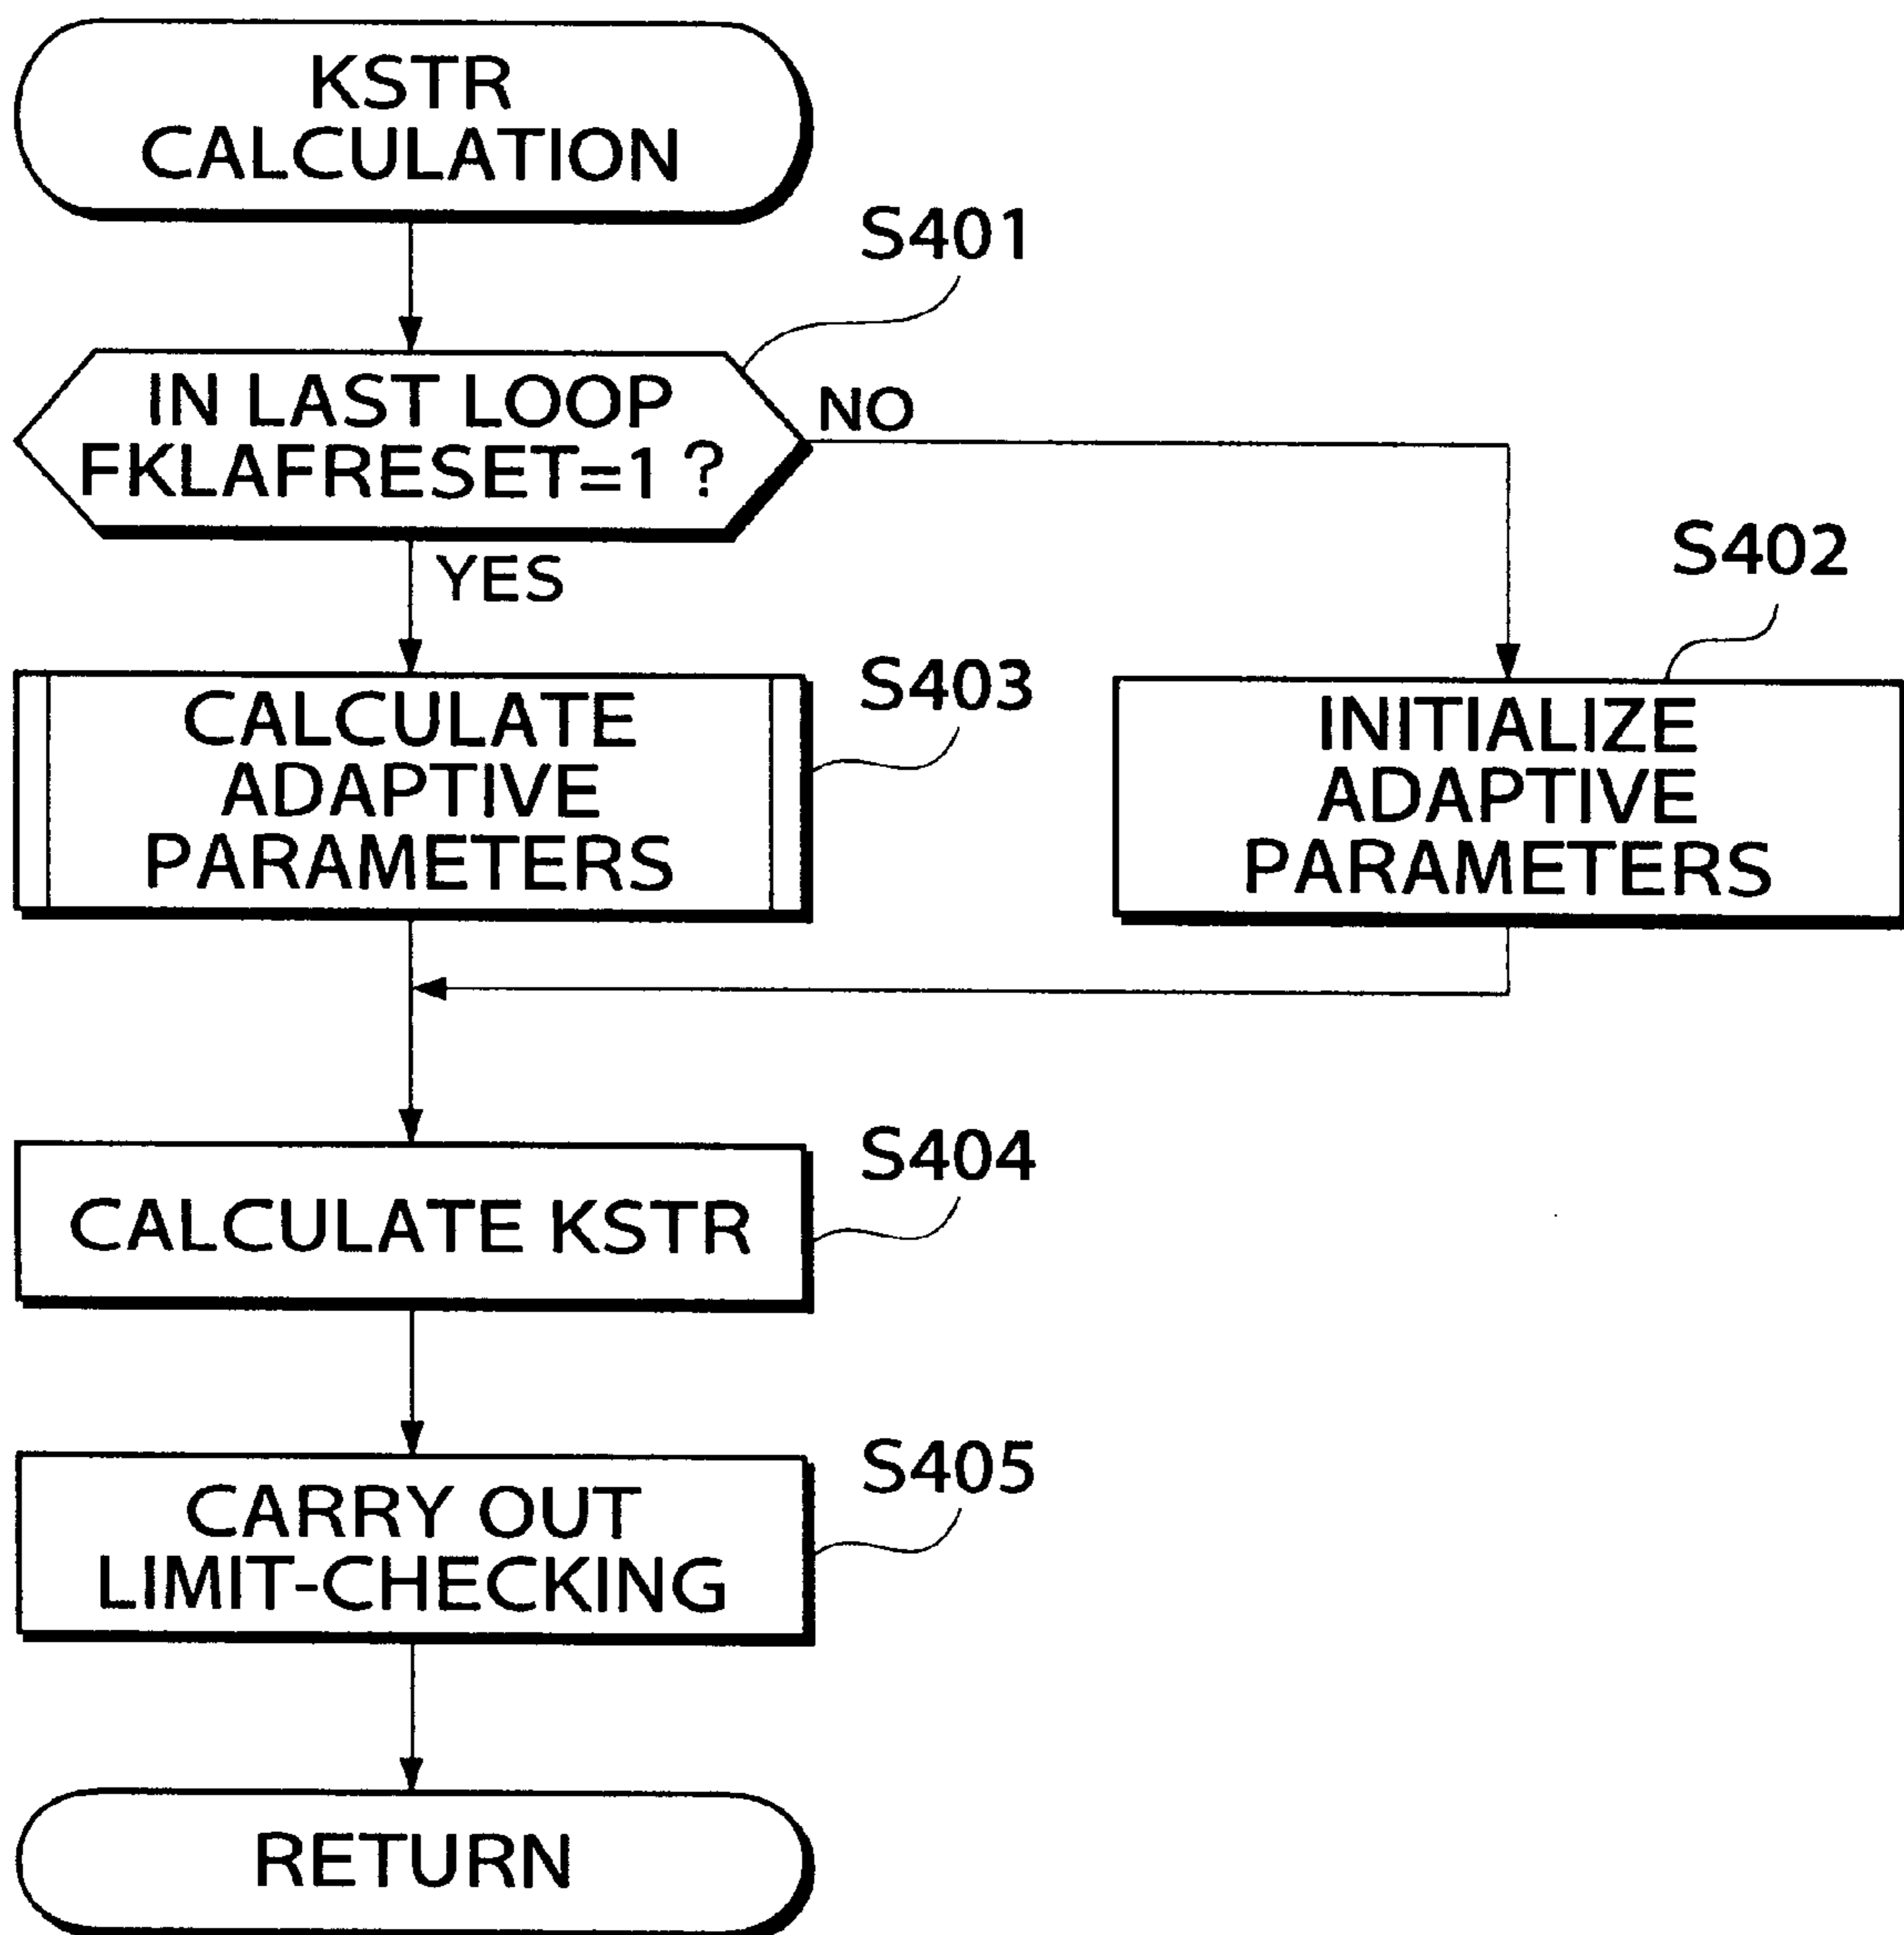 KSTR
CALCULATION
S401
IN LAST LOOP
FKLAFRESET=1 ?
NO
YES
S402
S403
CALCULATE
ADAPTIVE
PARAMETERS
INITIALIZE
ADAPTIVE
PARAMETERS
S404
CALCULATE KSTR
S405
CARRY OUT
LIMIT-CHECKING
RETURN